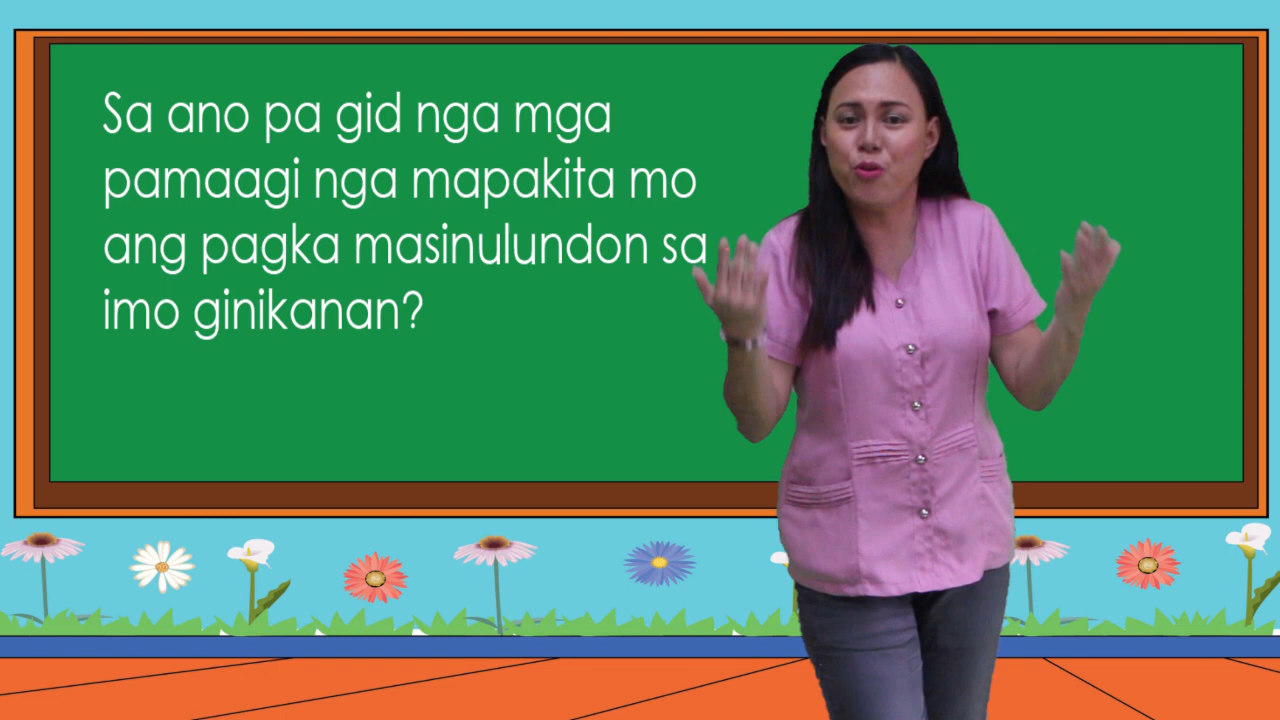 Sa ano pa gid nga mga
pamaagi nga mapakita mo
ang pagka masinulundon sa
imo ginikanan?